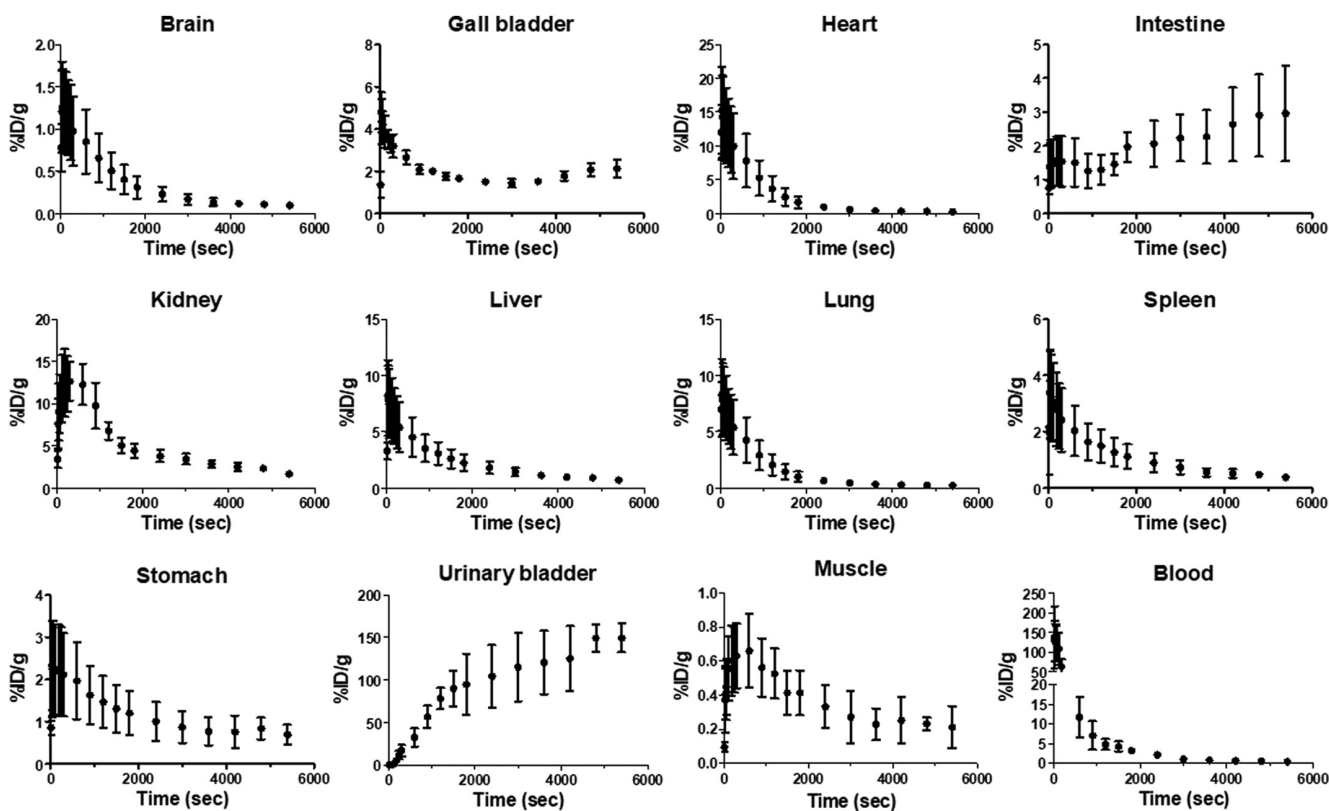 Brain
%ID/g
2.0
1.5
1.0
0.5
0.0
0 2000 4000 6000
Time (sec)
Gall bladder
%ID/g
8
6
4
2
0
0 2000 4000 6000
Time (sec)
Heart
%ID/g
25
20
15
10
5
0
0 2000 4000 6000
Time (sec)
Intestine
%ID/g
5
4
3
2
1
0
0 2000 4000 6000
Time (sec)
Kidney
%ID/g
20
15
10
5
0
0 2000 4000 6000
Time (sec)
Liver
%ID/g
15
10
5
0
0 2000 4000 6000
Time (sec)
Lung
%ID/g
15
10
5
0
0 2000 4000 6000
Time (sec)
Spleen
%ID/g
6
4
2
0
0 2000 4000 6000
Time (sec)
Stomach
%ID/g
4
3
2
1
0
0 2000 4000 6000
Time (sec)
Urinary bladder
%ID/g
200
150
100
50
0
0 2000 4000 6000
Time (sec)
Muscle
%ID/g
1.0
0.8
0.6
0.4
0.2
0.0
0 2000 4000 6000
Time (sec)
Blood
%ID/g
250
200
150
100
50
20
15
10
5
0
0 2000 4000 6000
Time (sec)